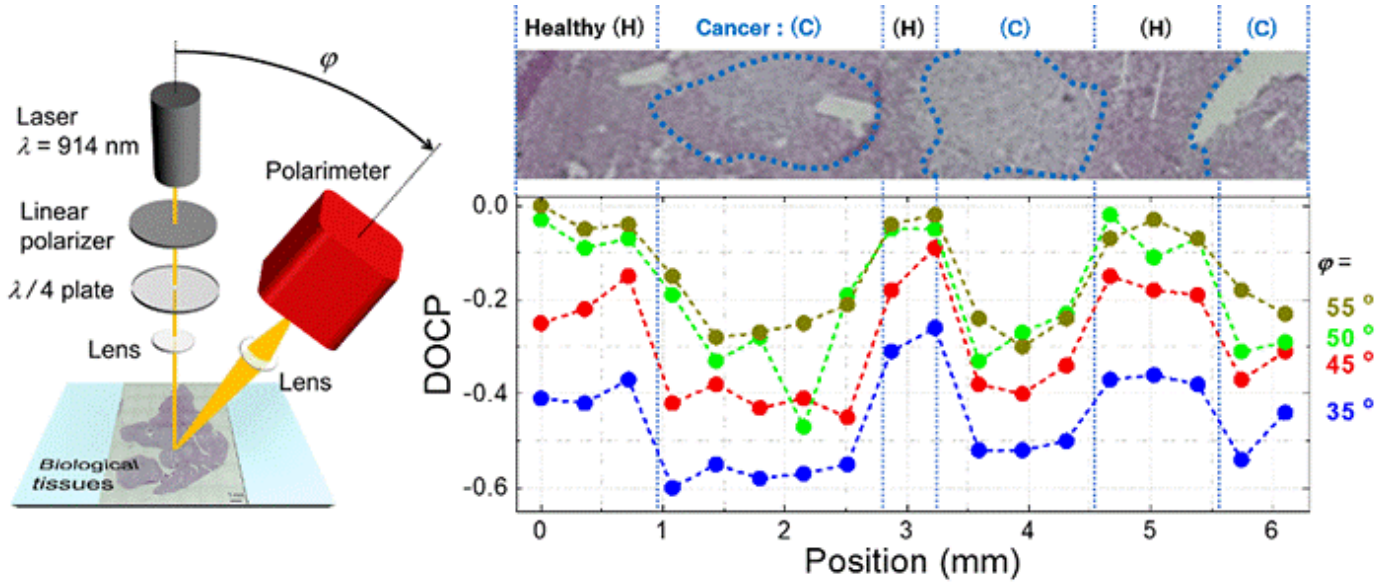 φ
Laser
λ = 914 nm
Polarimeter
Linear
polarizer
λ / 4 plate
Lens
Lens
Biological
tissues
Healthy (H)
Cancer : (C)
(H)
(C)
(H)
(C)
DOCP
0.0
-0.2
-0.4
-0.6
0
1
2
3
4
5
6
Position (mm)
φ =
55 °
50 °
45 °
35 °